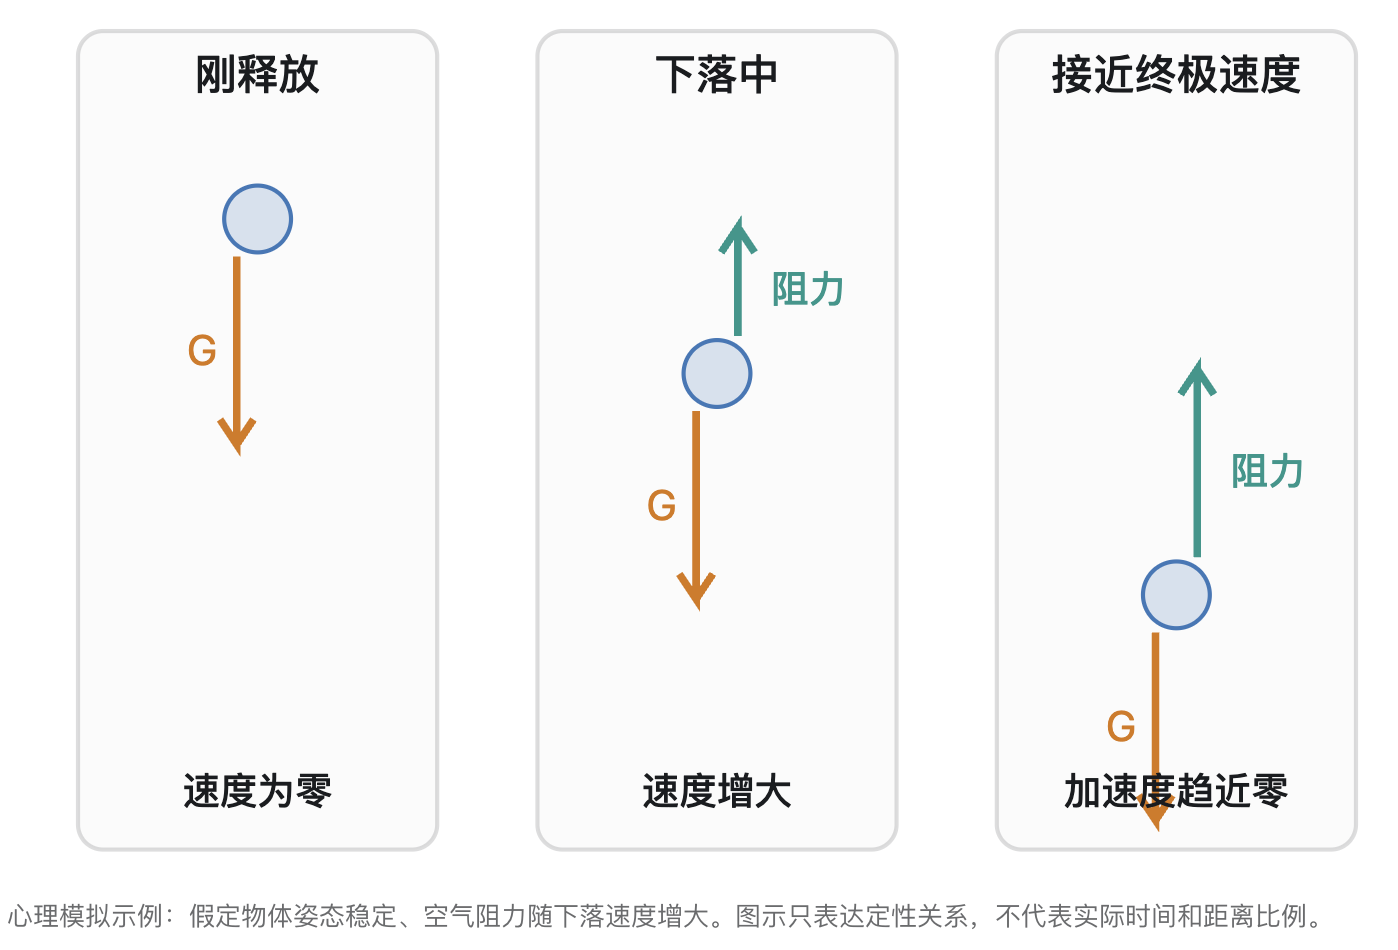 刚释放
G
速度为零
下落中
阻力
G
速度增大
接近终极速度
阻力
G
加速度趋近零
心理模拟示例：假定物体姿态稳定、空气阻力随下落速度增大。图示只表达定性关系，不代表实际时间和距离比例。